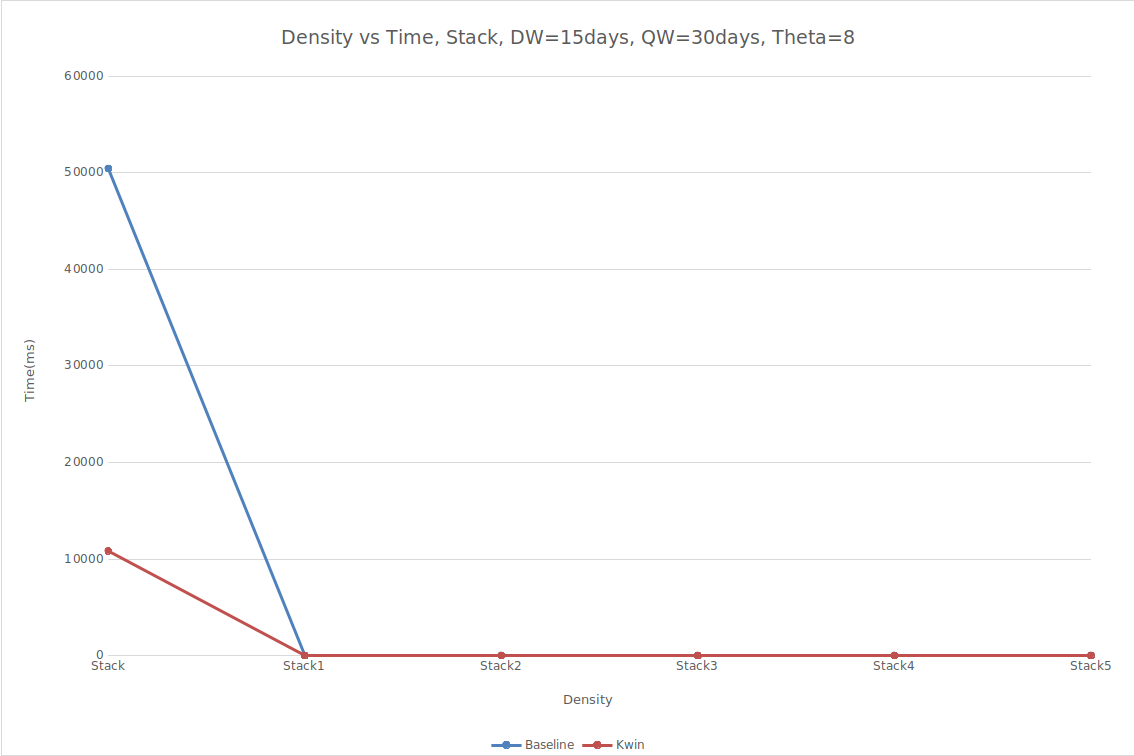 Density vs Time, Stack, DW=15days, QW=30days, Theta=8
60000
50000
40000
30000
20000
10000
0
Time(ms)
Stack Stack1 Stack2 Stack3 Stack4 Stack5
Density
Baseline Kwin